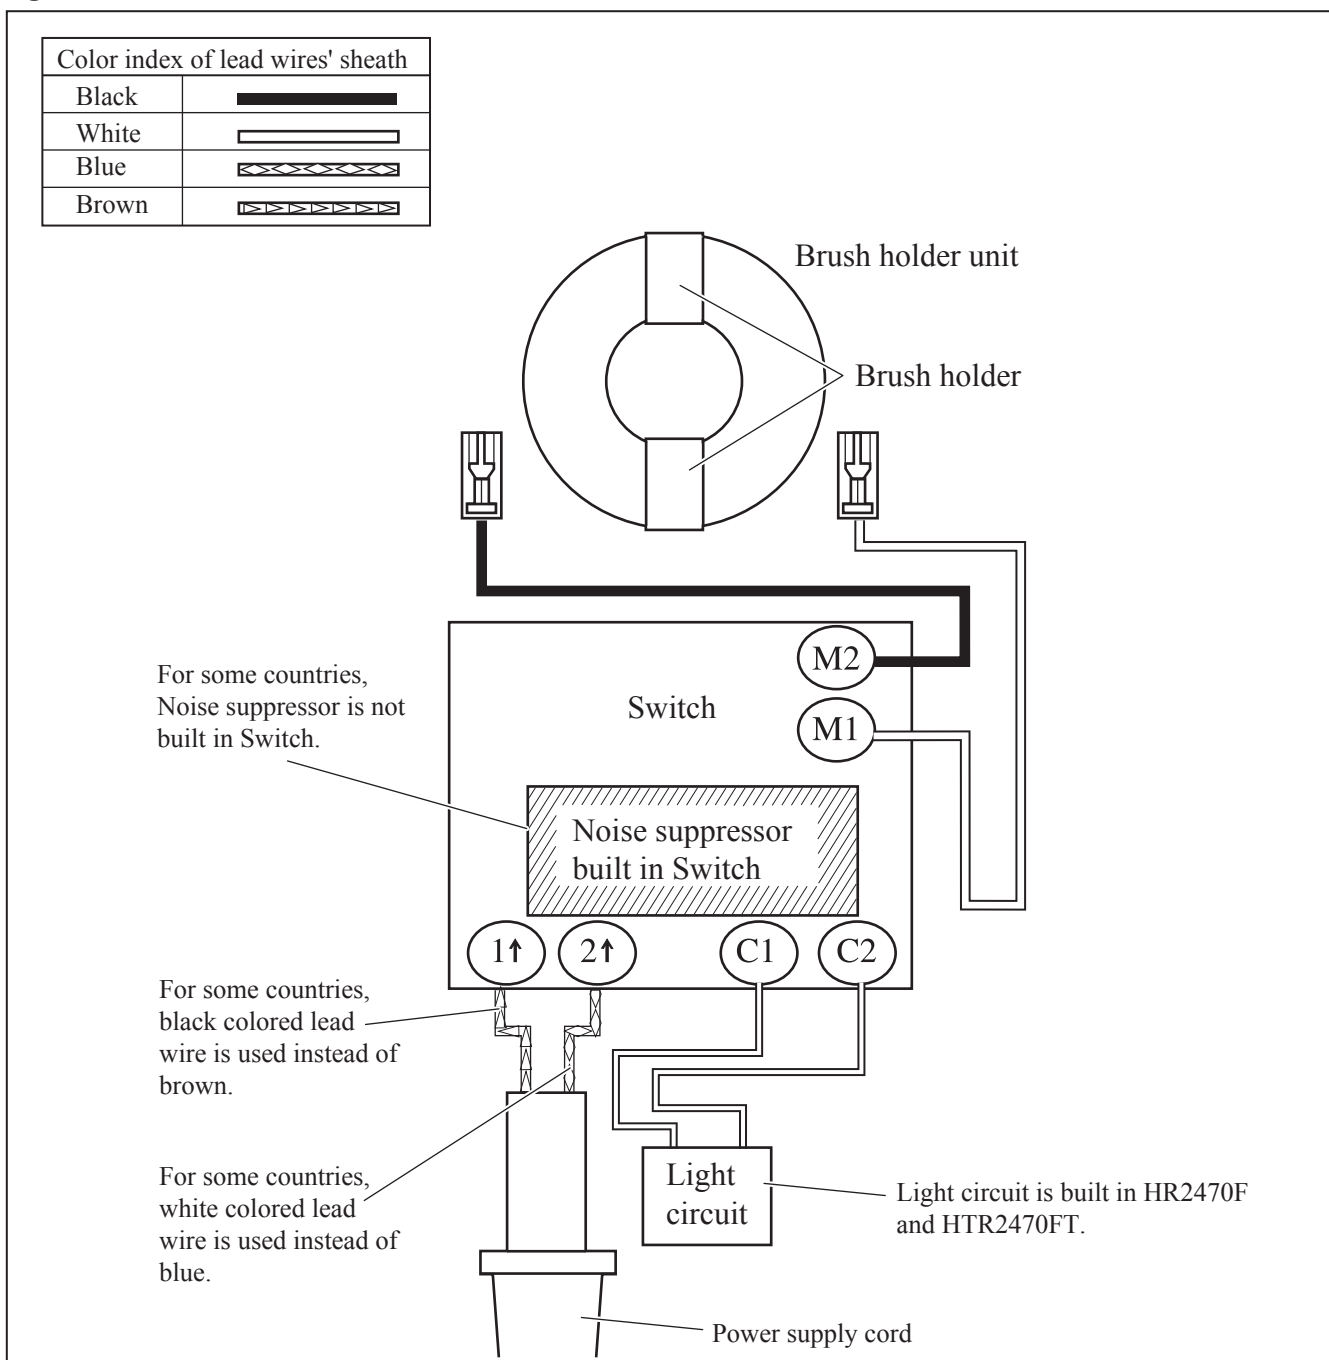 Color index of lead wires' sheath
Black
White
Blue
Brown
Brush holder unit
Brush holder
M2
For some countries,
Noise suppressor is not
built in Switch.
Switch
M1
Noise suppressor
built in Switch
1↑
2↑
C1
C2
For some countries,
black colored lead
wire is used instead of
brown.
For some countries,
white colored lead
wire is used instead of
blue.
Light
circuit
Light circuit is built in HR2470F
and HTR2470FT.
Power supply cord